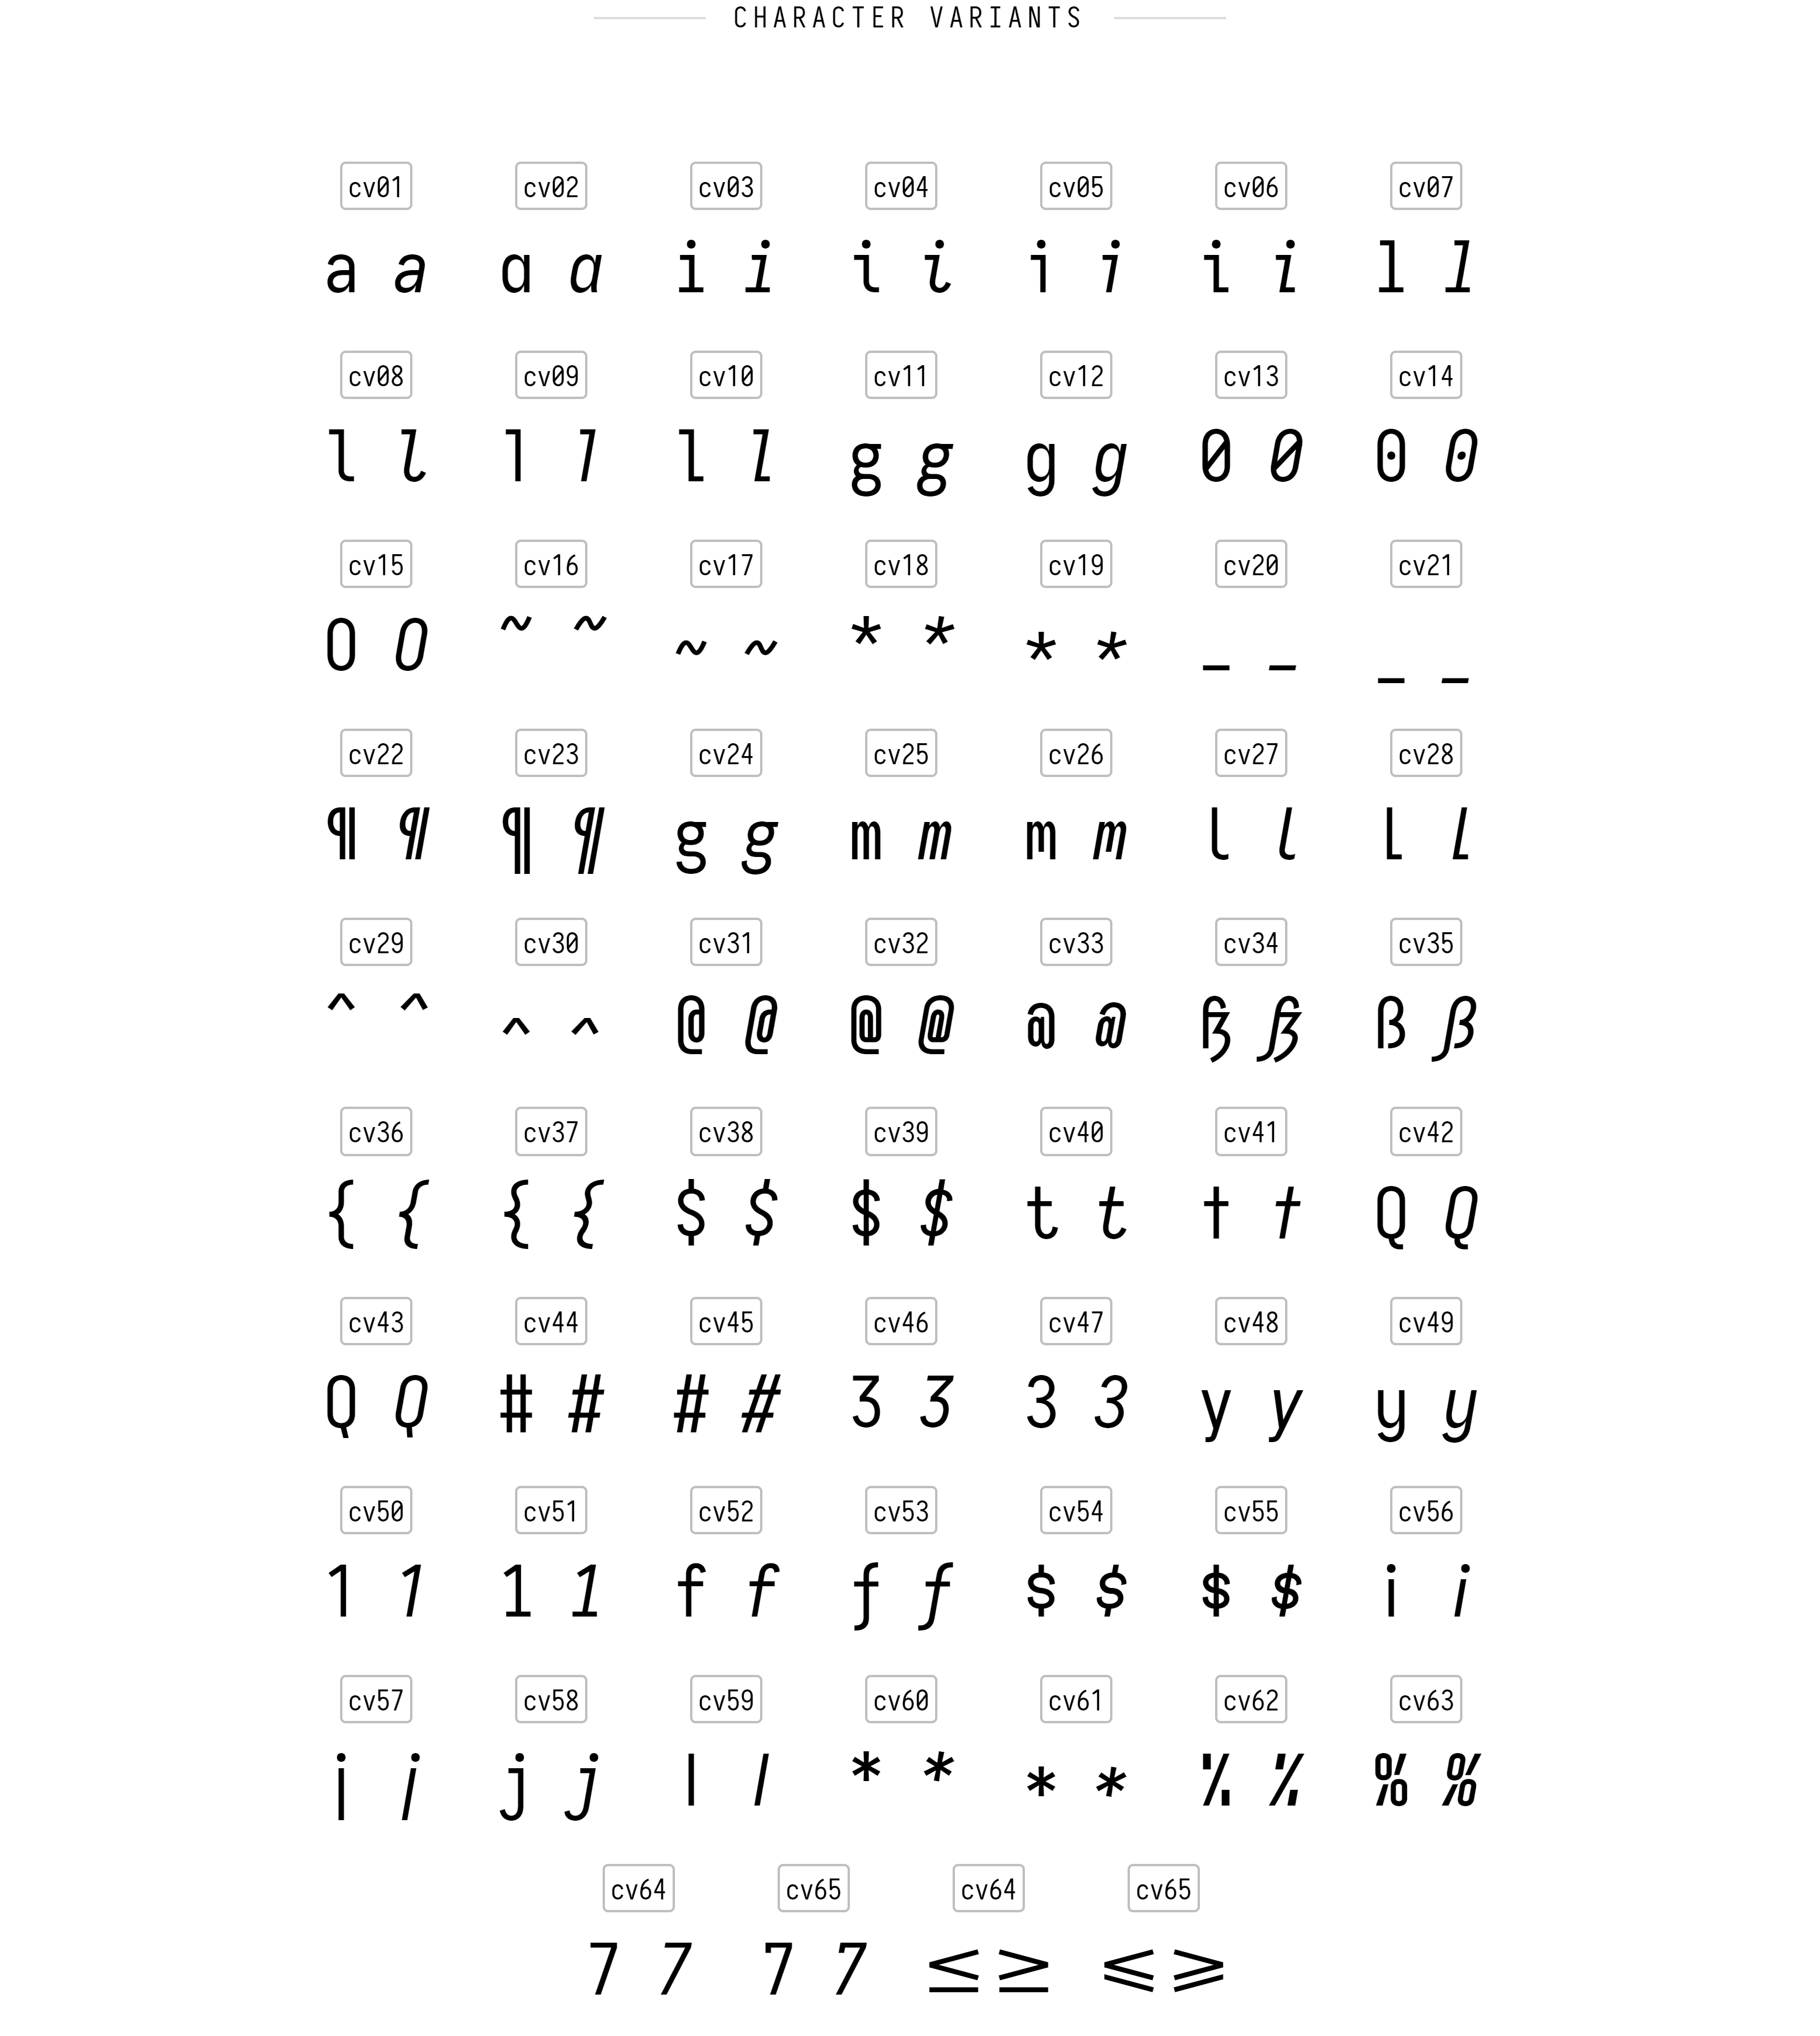 CHARACTER VARIANTS
cv01 cv02 cv03 cv04 cv05 cv06 cv07
a a ɑ ɑ i i i i i i i i l l
cv08 cv09 cv10 cv11 cv12 cv13 cv14
l l l l l l g g g g 0 0 0 0
cv15 cv16 cv17 cv18 cv19 cv20 cv21
0 0 ~ ~ ~ ~ * * * * _ _ _ _
cv22 cv23 cv24 cv25 cv26 cv27 cv28
¶ ¶ ¶ ¶ g g m m m m l l l l
cv29 cv30 cv31 cv32 cv33 cv34 cv35
^ ^ ^ ^ @ @ @ @ @ @ ß ß ß ß
cv36 cv37 cv38 cv39 cv40 cv41 cv42
{ { { { $ $ $ $ t t t t Q Q
cv43 cv44 cv45 cv46 cv47 cv48 cv49
Q Q # # # # 3 3 3 3 y y y y
cv50 cv51 cv52 cv53 cv54 cv55 cv56
1 1 1 1 f f f f $ $ $ $ i i
cv57 cv58 cv59 cv60 cv61 cv62 cv63
j j j j l l * * * * % % % %
cv64 cv65 cv64 cv65
7 7 7 7 ≤ ≥ ⩽ ⩾